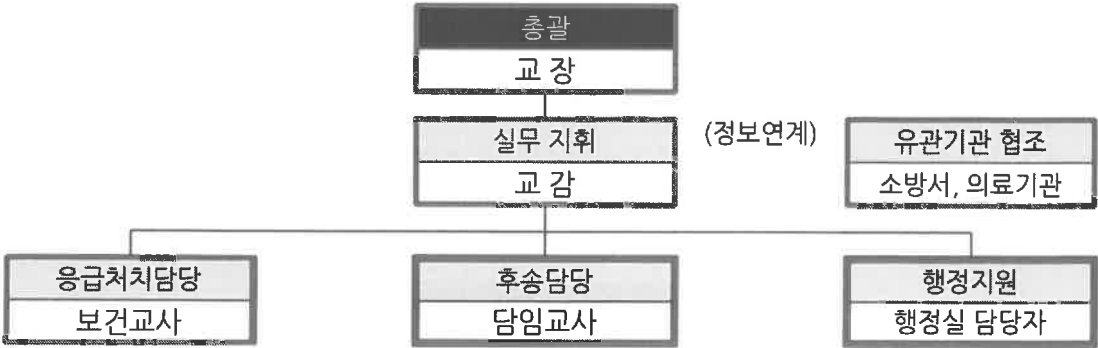 총괄
교 장
실무 지휘
교 감
(정보연계)
유관기관 협조
소방서, 의료기관
응급처치담당
보건교사
후송담당
담임교사
행정지원
행정실 담당자